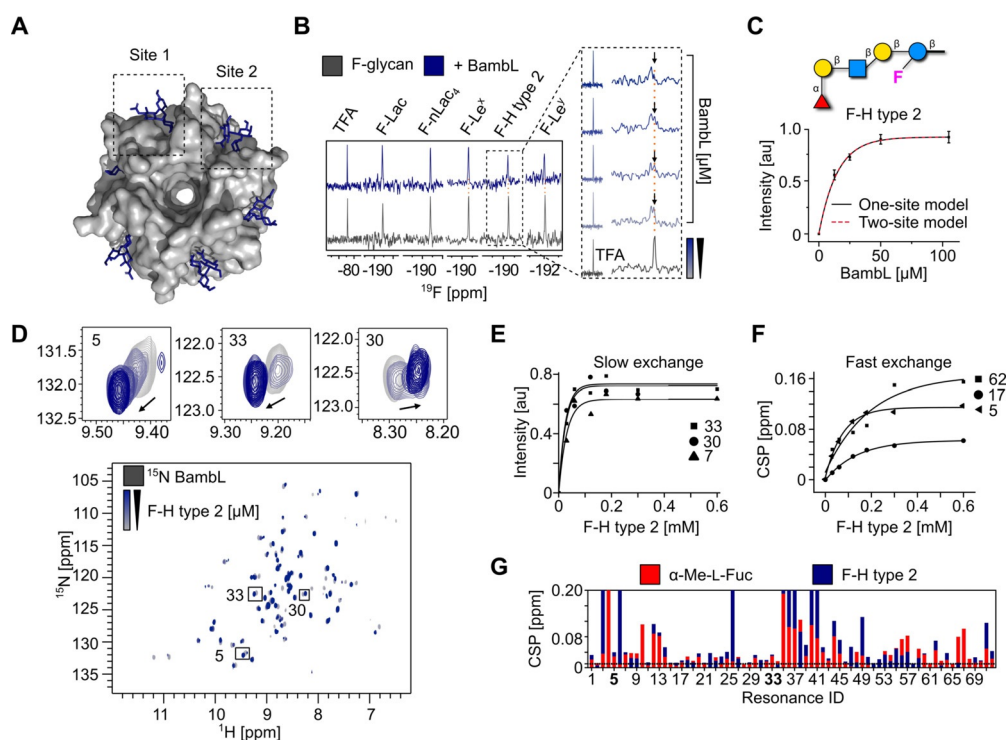 A
Site 1
Site 2
B
F-glycan
+ BambL
TFA
F-Lac
F-nLac4
F-Lex
F-H type 2
F-Ley
-80 -190 -190 -190 -190 -192
19F [ppm]
TFA
BambL [µM]
C
β
β
β
α
F
F-H type 2
Intensity [au]
1.0
0.5
0.0
One-site model
Two-site model
0 25 50 75 100
BambL [µM]
D
5
131.5
132.0
132.5
9.50 9.40
33
122.0
122.5
123.0
9.30 9.20
30
122.0
122.5
123.0
8.30 8.20
15N BambL
F-H type 2 [µM]
15N [ppm]
105
110
115
120
125
130
135
33
30
5
11 10 9 8 7
1H [ppm]
E
Slow exchange
Intensity [au]
0.8
0.4
0
33
30
7
0 0.2 0.4 0.6
F-H type 2 [mM]
F
Fast exchange
CSP [ppm]
0.16
0.08
0.00
62
17
5
0.0 0.2 0.4 0.6
F-H type 2 [mM]
G
α-Me-L-Fuc
F-H type 2
CSP [ppm]
0.20
0.08
0
1 5 9 13 17 21 25 29 33 37 41 45 49 53 57 61 65 69
Resonance ID